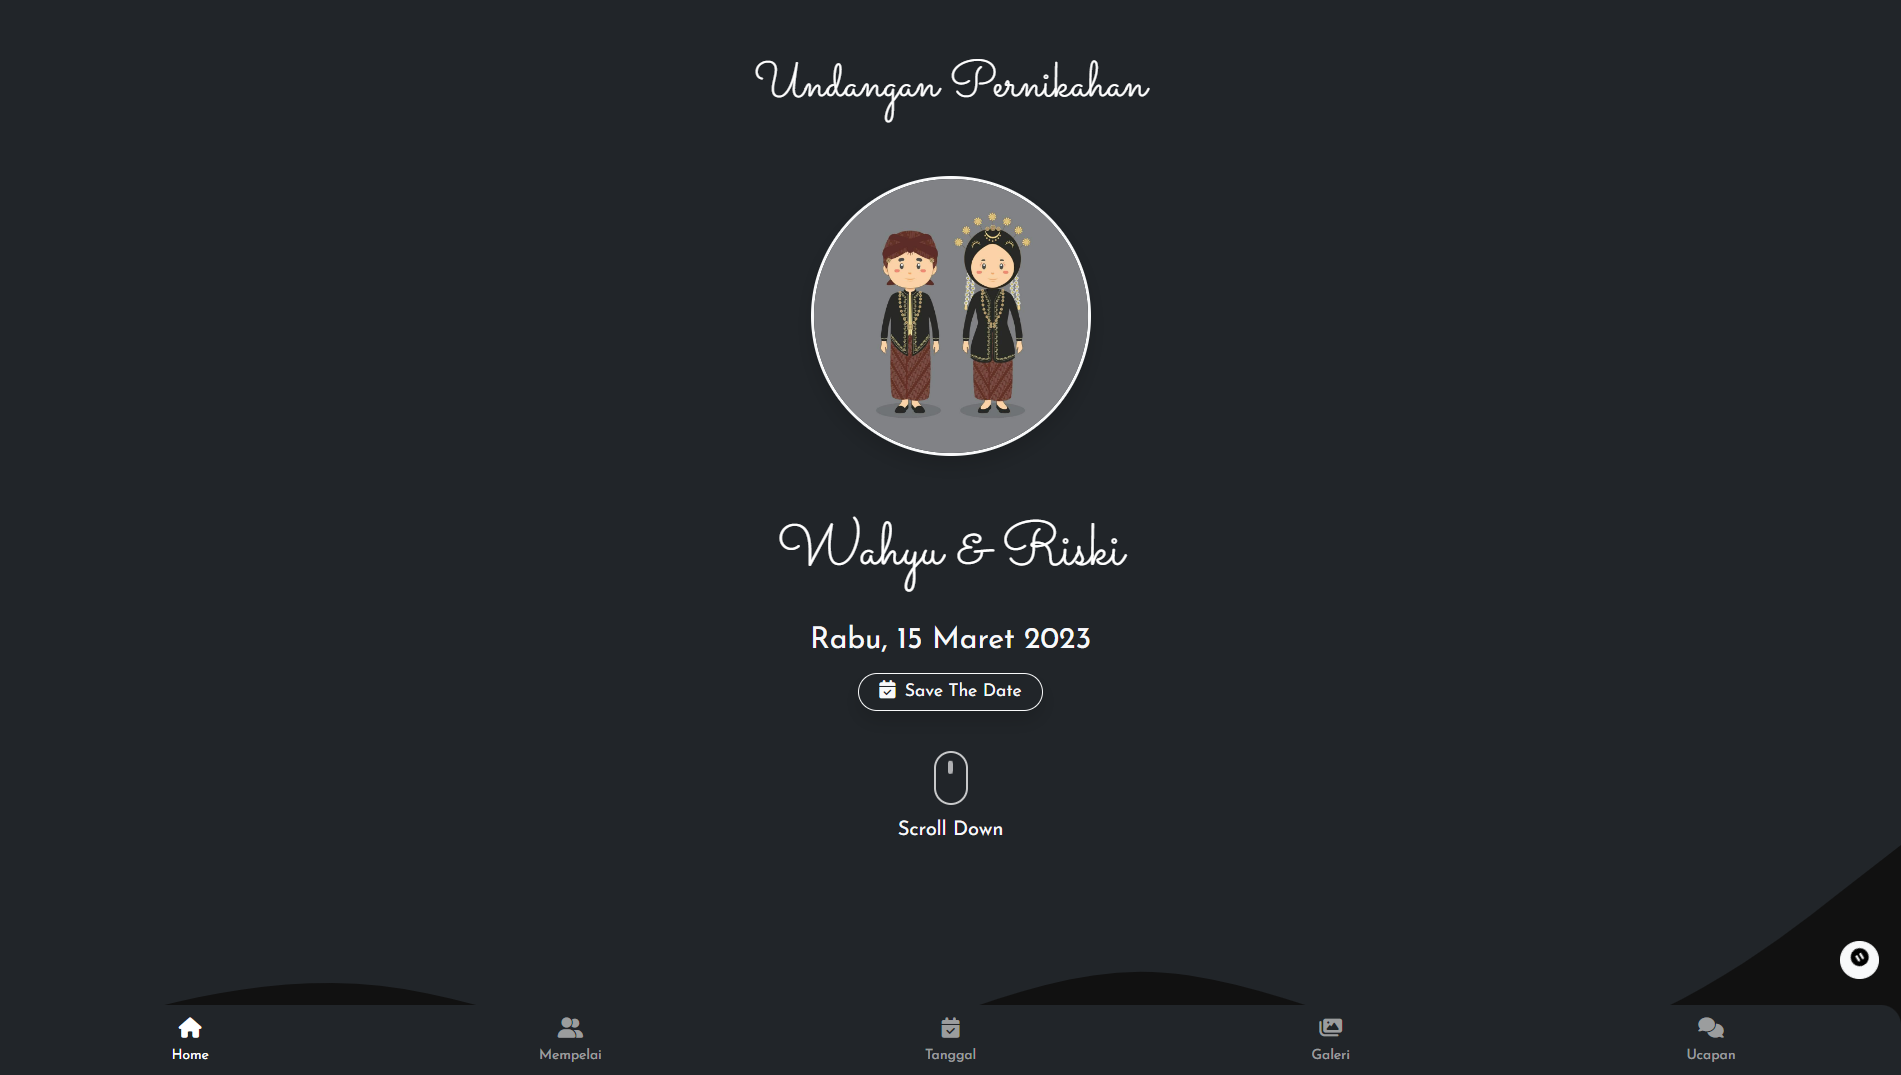 Undangan Pernikahan
Wahyu & Riski
Rabu, 15 Maret 2023
Save The Date
Scroll Down
Home
Mempelai
Tanggal
Galeri
Ucapan